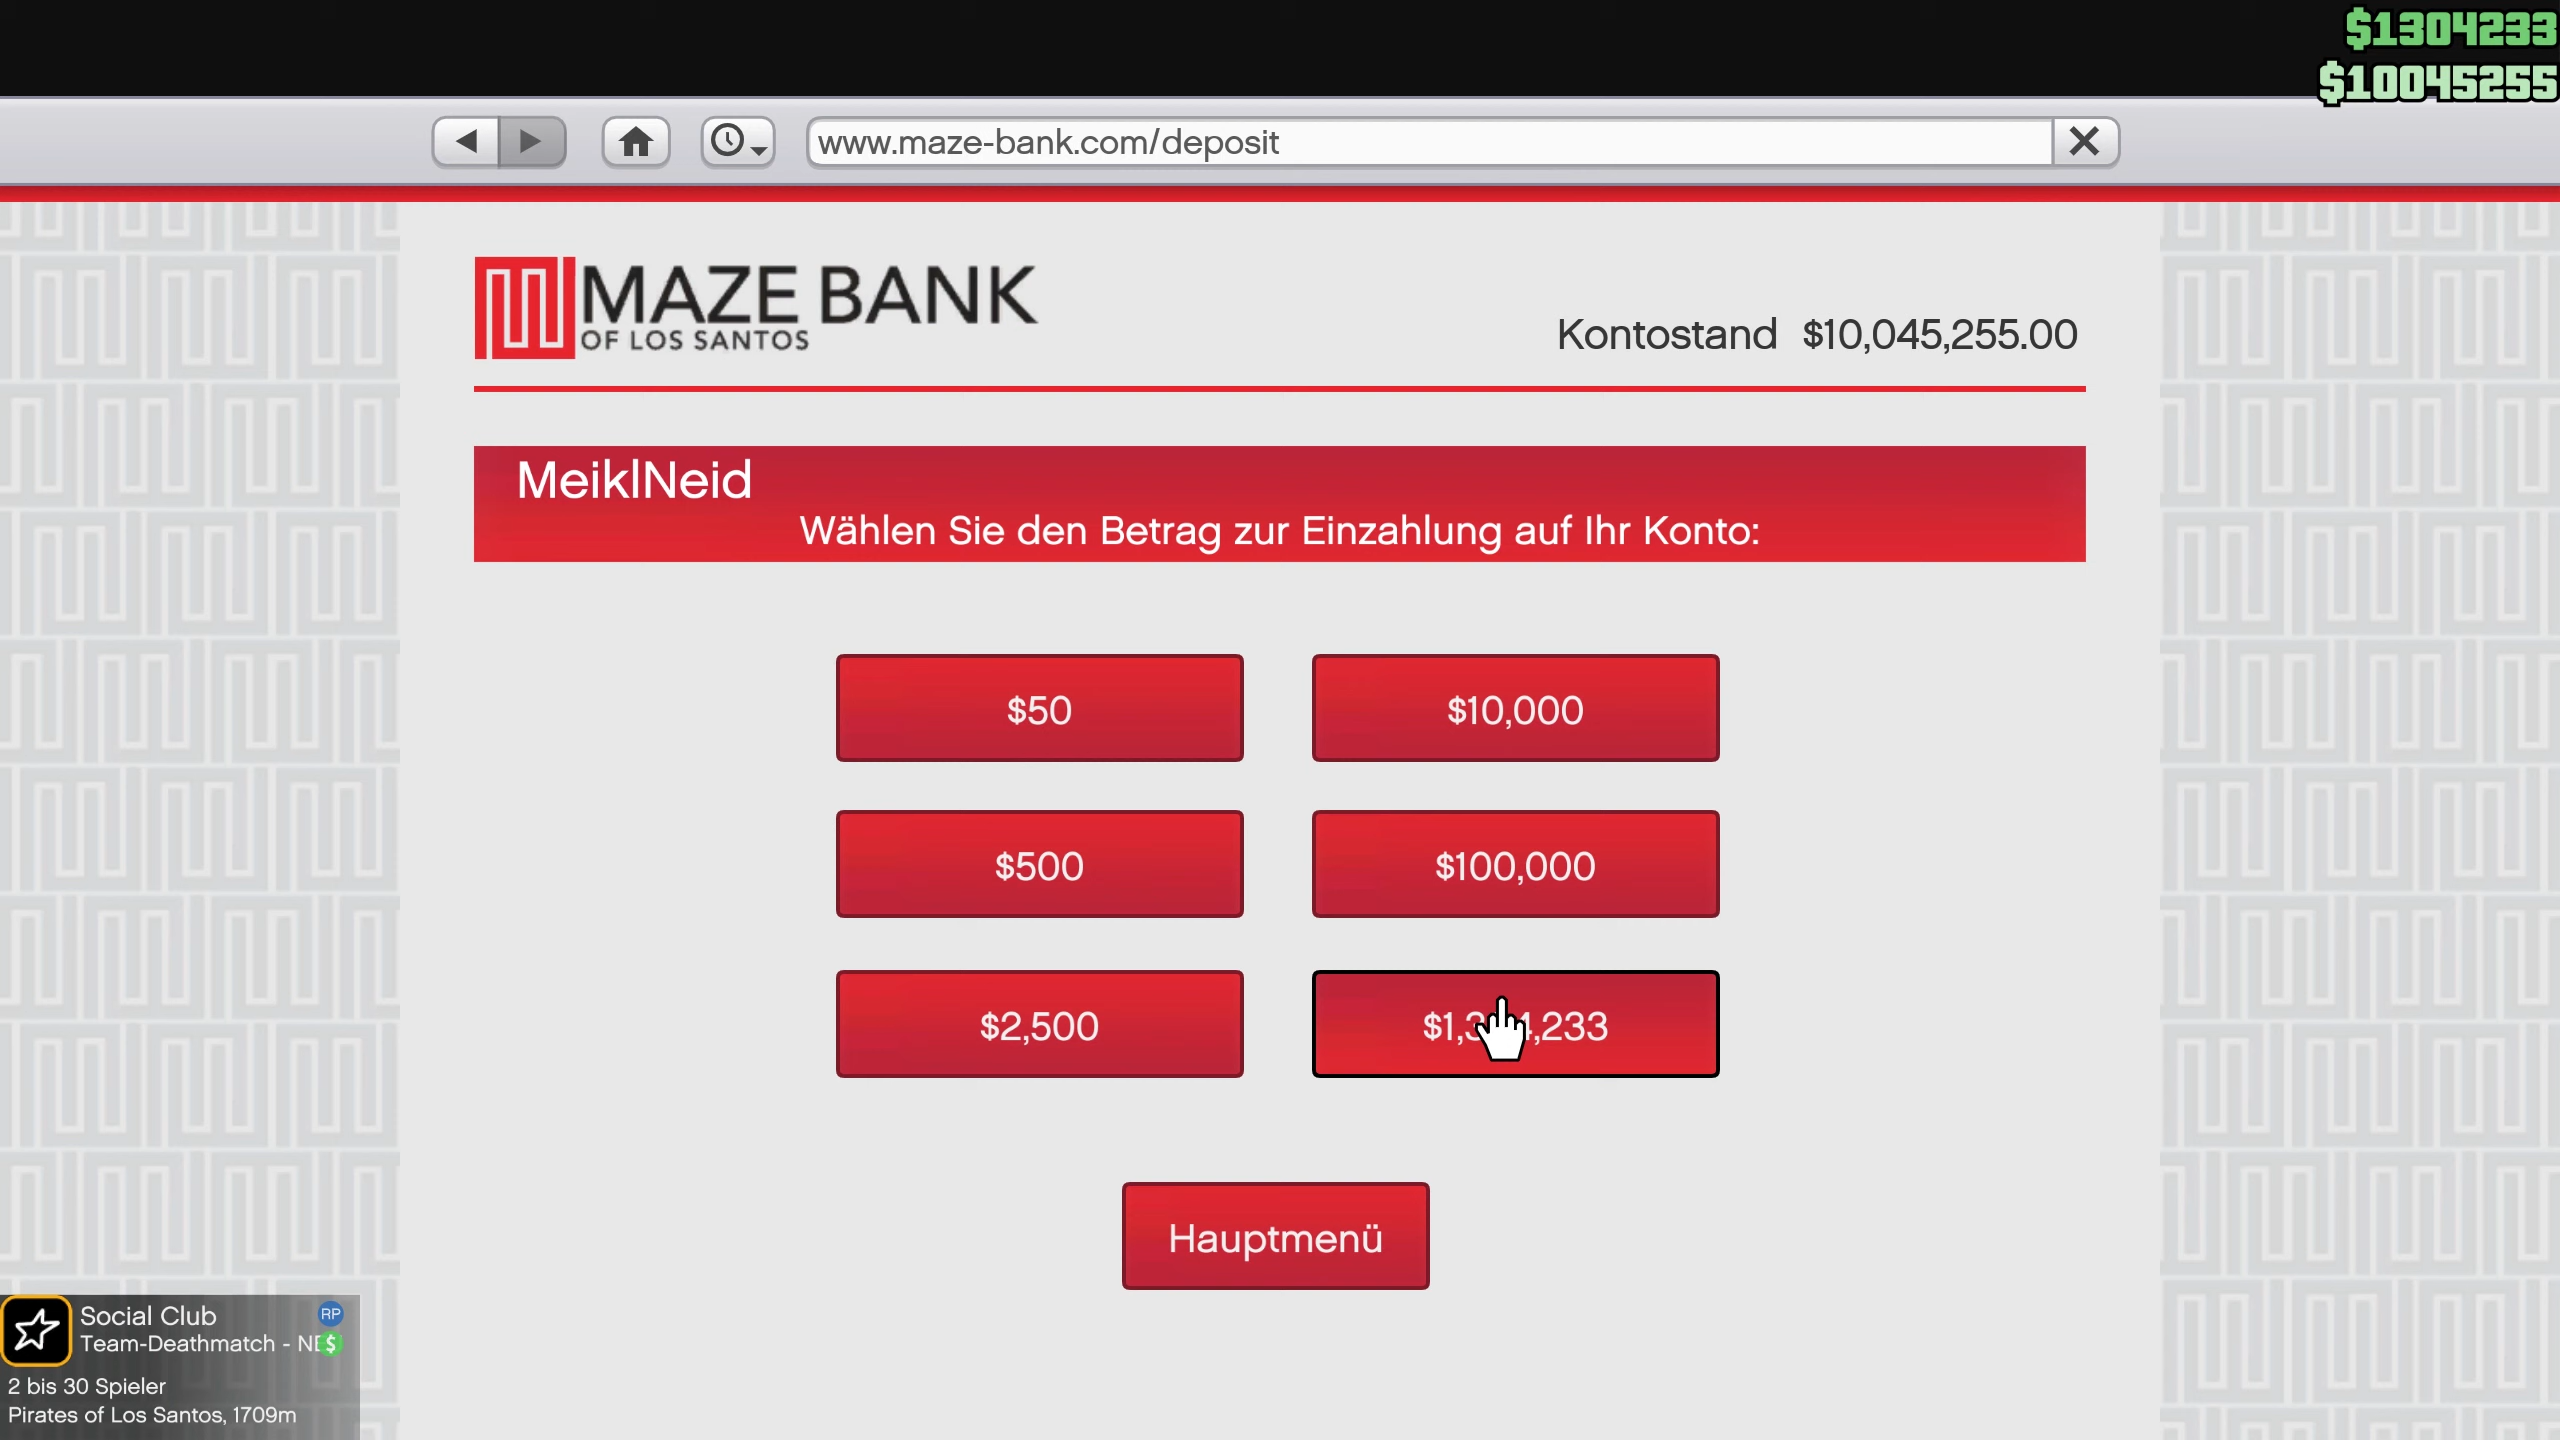 $1304233
$10045255
www.maze-bank.com/deposit
MAZE BANK
OF LOS SANTOS
Kontostand $10,045,255.00
MeiklNeid
Wählen Sie den Betrag zur Einzahlung auf Ihr Konto:
$50
$10,000
$500
$100,000
$2,500
Hauptmenü
Social Club
RP
Team-Deathmatch -
$
2 bis 30 Spieler
Pirates of Los Santos, 1709m